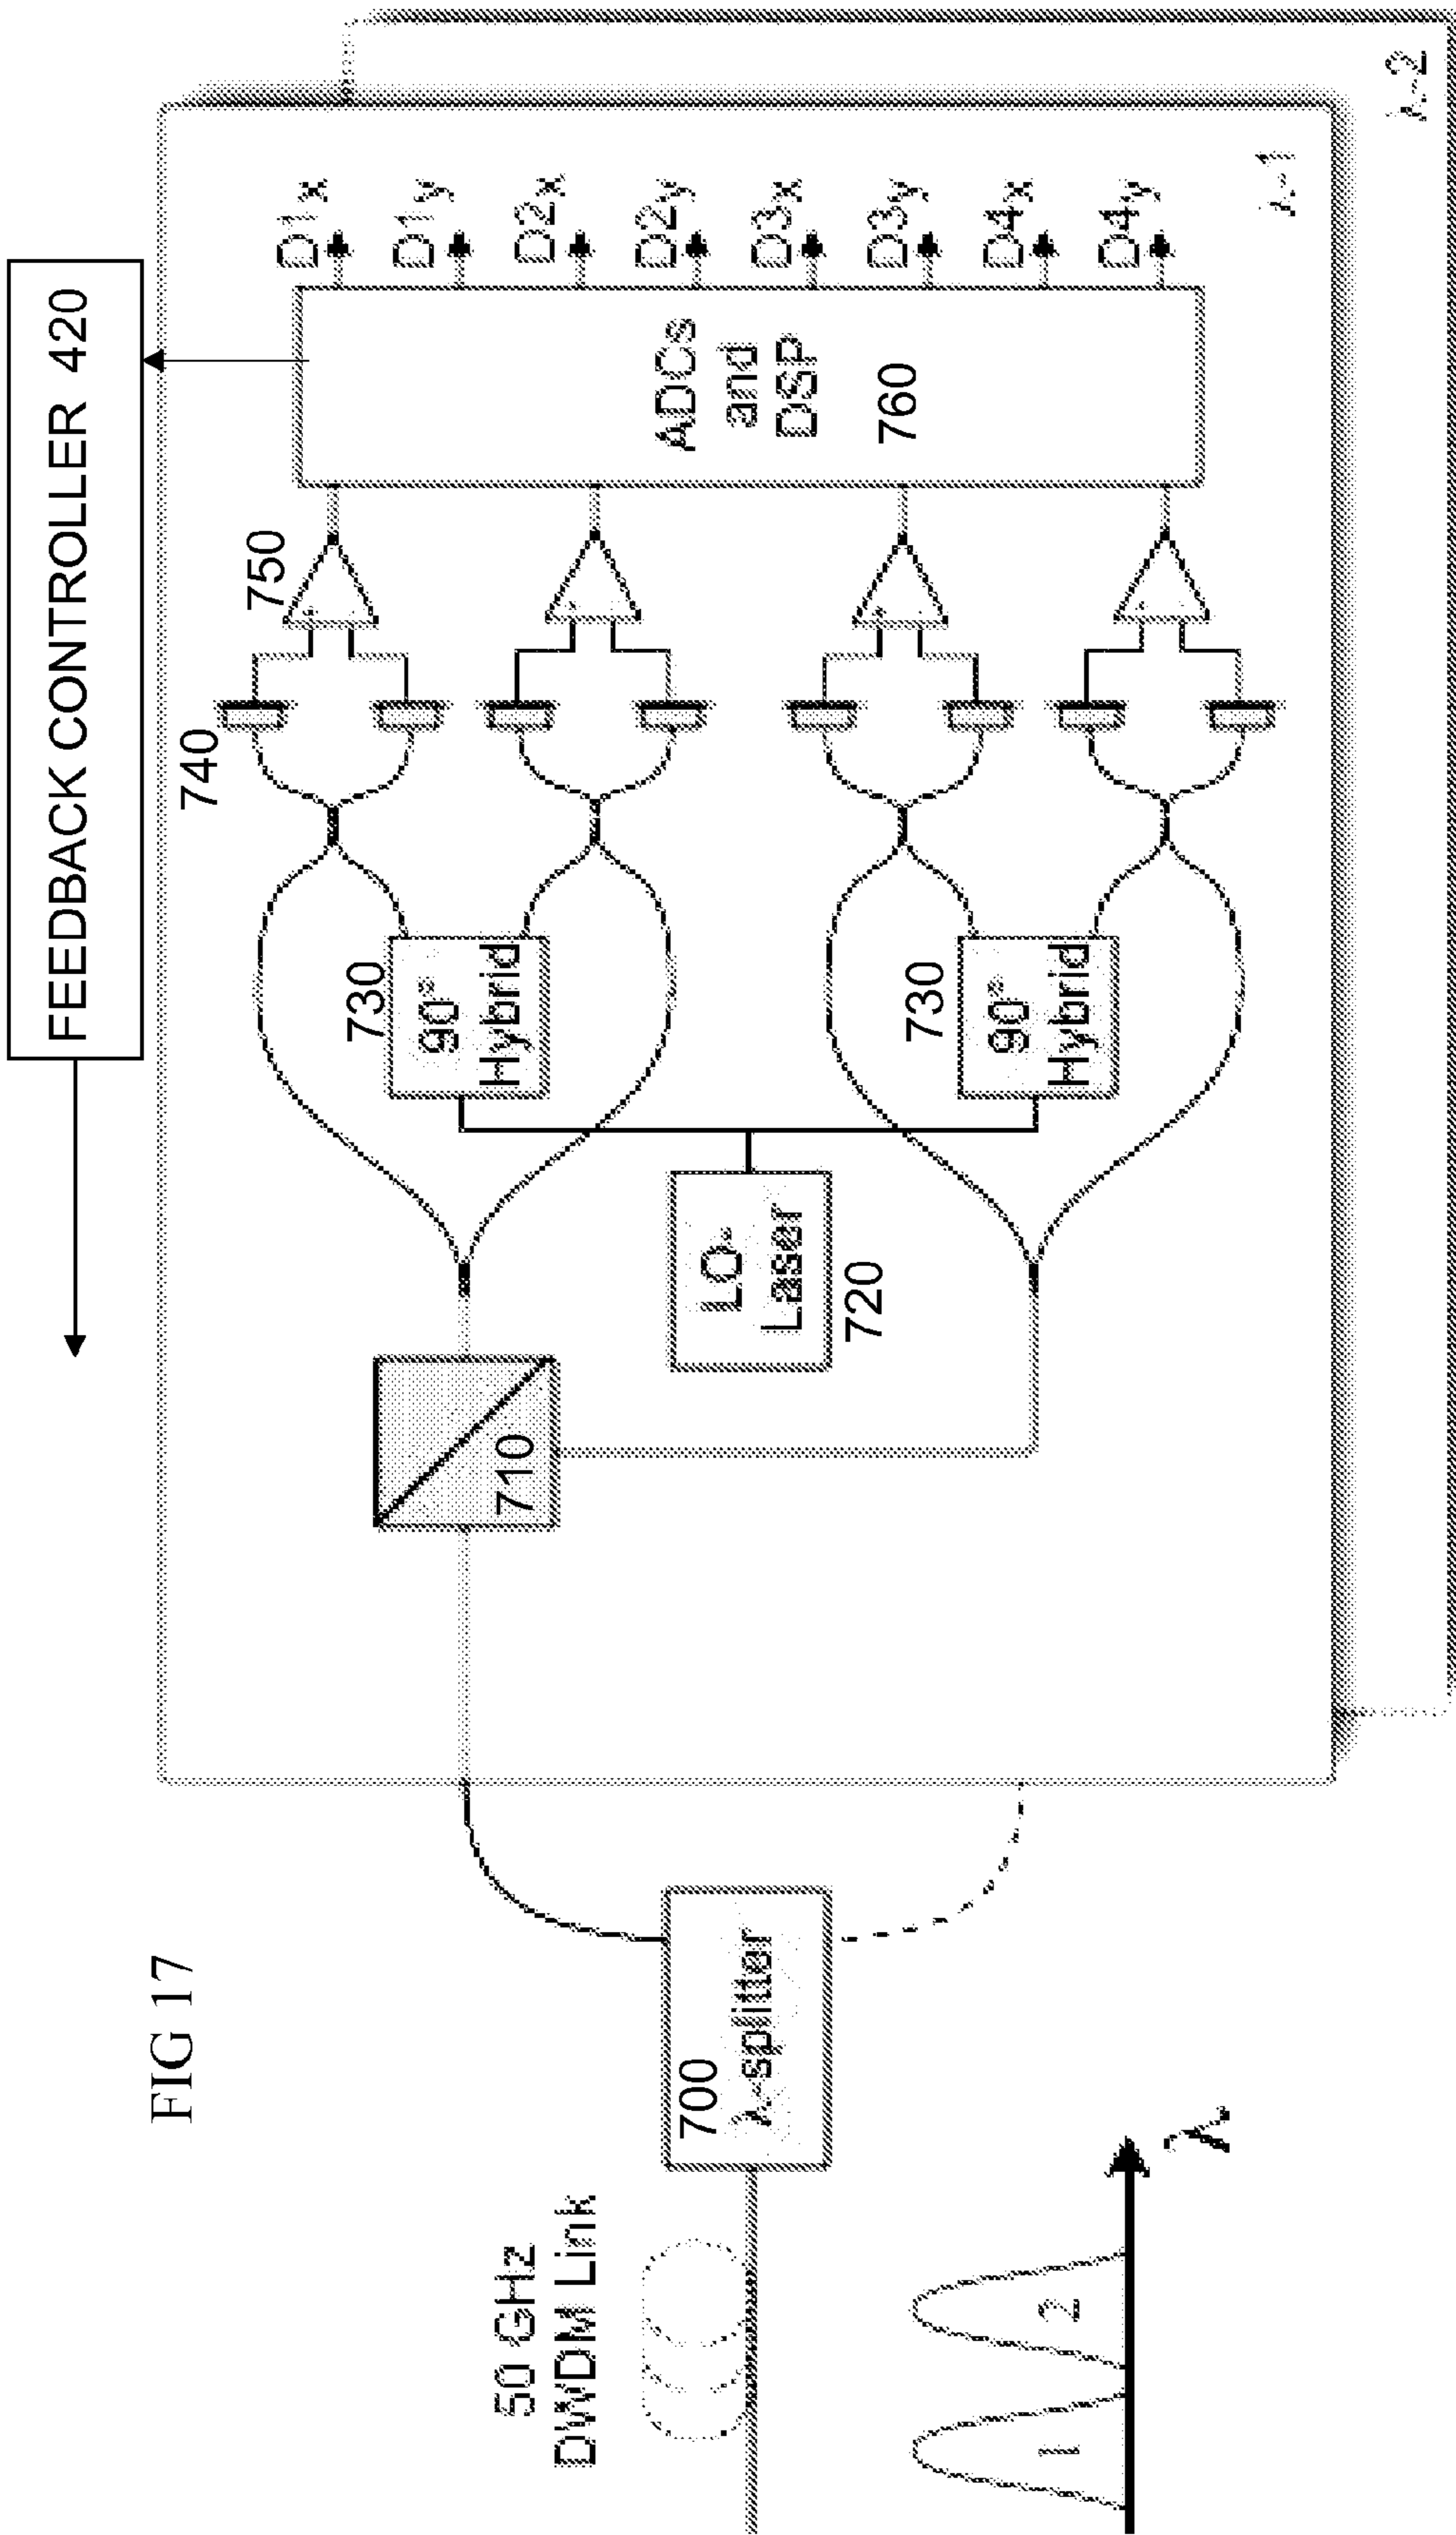 FIG 17
FEEDBACK CONTROLLER 420
50 GHz
DWDM Link
700
λ-splitter
1
2
λ
710
LO-
Laser
720
730
90°
Hybrid
730
90°
Hybrid
740
750
ADCs
and
DSP
760
D1x
D1y
D2x
D2y
D3x
D3y
D4x
D4y
λ-1
λ-2